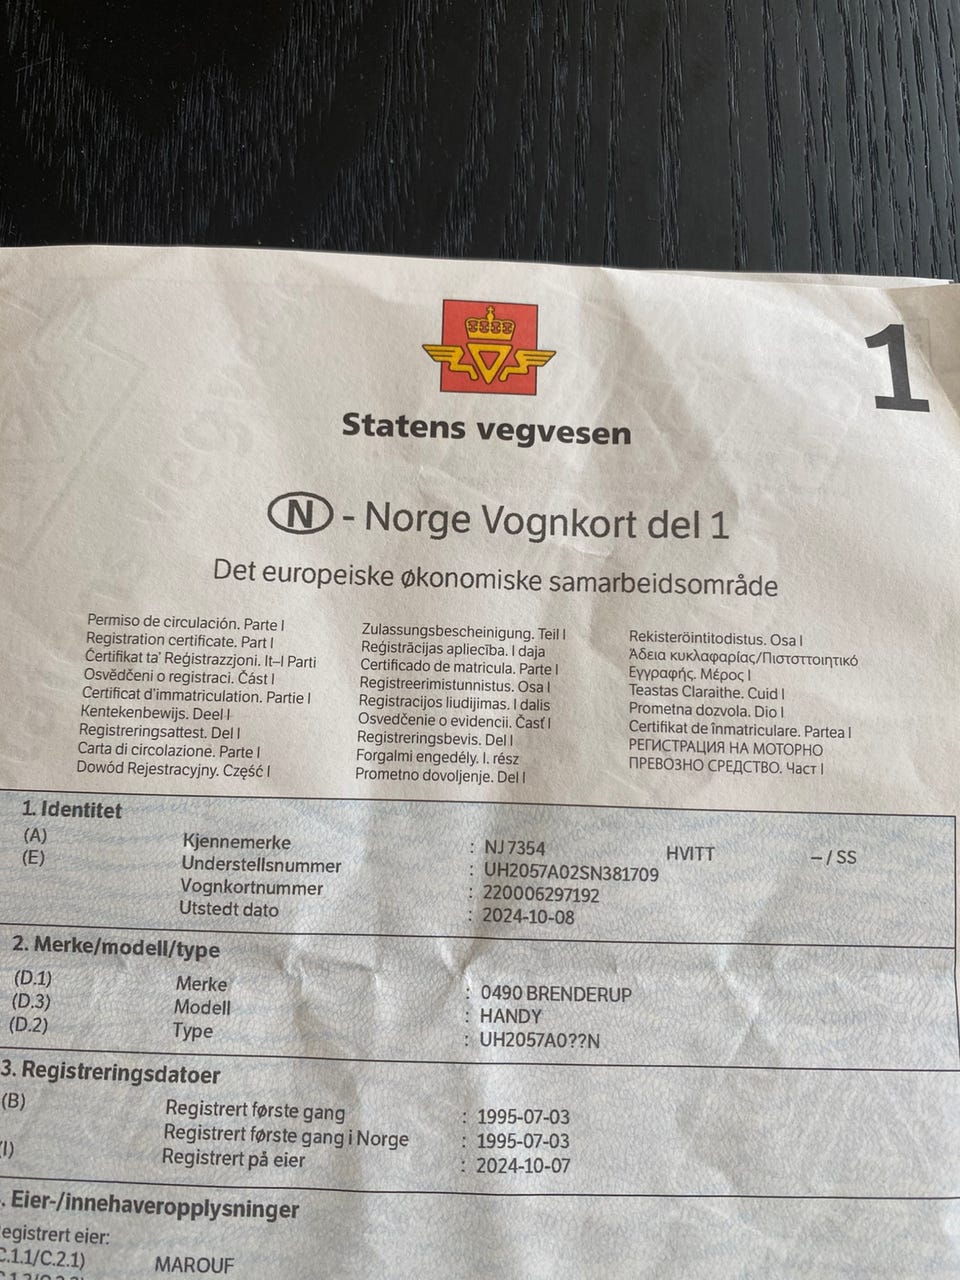 1
Statens vegvesen
N - Norge Vognkort del 1
Det europeiske økonomiske samarbeidsområde
Permiso de circulación. Parte I
Registration certificate. Part I
Ċertifikat ta' Reġistrazzjoni. It–I Parti
Osvědčeni o registraci. Část I
Certificat d'immatriculation. Partie I
Kentekenbewijs. Deel I
Registreringsattest. Del I
Carta di circolazione. Parte I
Dowód Rejestracyjny. Część I
Zulassungsbescheinigung. Teil I
Reģistrācijas apliecība. I daja
Certificado de matricula. Parte I
Registreerimistunnistus. Osa I
Registracijos liudijimas. I dalis
Osvedčenie o evidencii. Časť I
Registreringsbevis. Del I
Forgalmi engedély. I. rész
Prometno dovoljenje. Del I
Rekisteröintitodistus. Osa I
Άδεια κυκλαφαρίας/Πιστοττοιητικό
Εγγραφής. Μέρος I
Teastas Claraithe. Cuid I
Prometna dozvola. Dio I
Certifikat de înmatriculare. Partea I
РЕГИСТРАЦИЯ НА МОТОРНО
ПРЕВОЗНО СРЕДСТВО. Част I
1. Identitet
(A) Kjennemerke : NJ 7354 HVITT – / SS
(E) Understellsnummer : UH2057A02SN381709
Vognkortnummer : 220006297192
Utstedt dato : 2024-10-08
2. Merke/modell/type
(D.1) Merke : 0490 BRENDERUP
(D.3) Modell : HANDY
(D.2) Type : UH2057A0??N
3. Registreringsdatoer
(B) Registrert første gang : 1995-07-03
Registrert første gang i Norge : 1995-07-03
(I) Registrert på eier : 2024-10-07
. Eier-/innehaveropplysninger
egistrert eier:
C.1.1/C.2.1) MAROUF